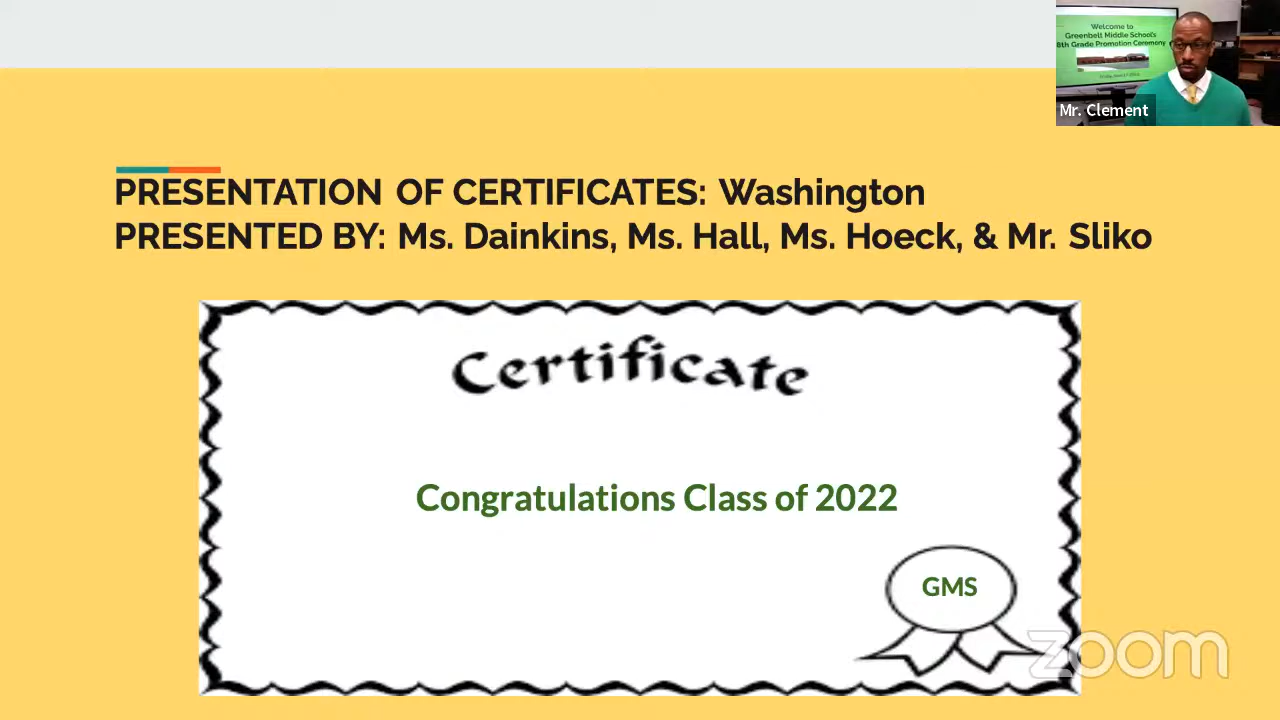 Welcome to
Greenbelt Middle School's
8th Grade Promotion Ceremony
Mr. Clement
PRESENTATION OF CERTIFICATES: Washington
PRESENTED BY: Ms. Dainkins, Ms. Hall, Ms. Hoeck, & Mr. Sliko
Certificate
Congratulations Class of 2022
GMS
zoom